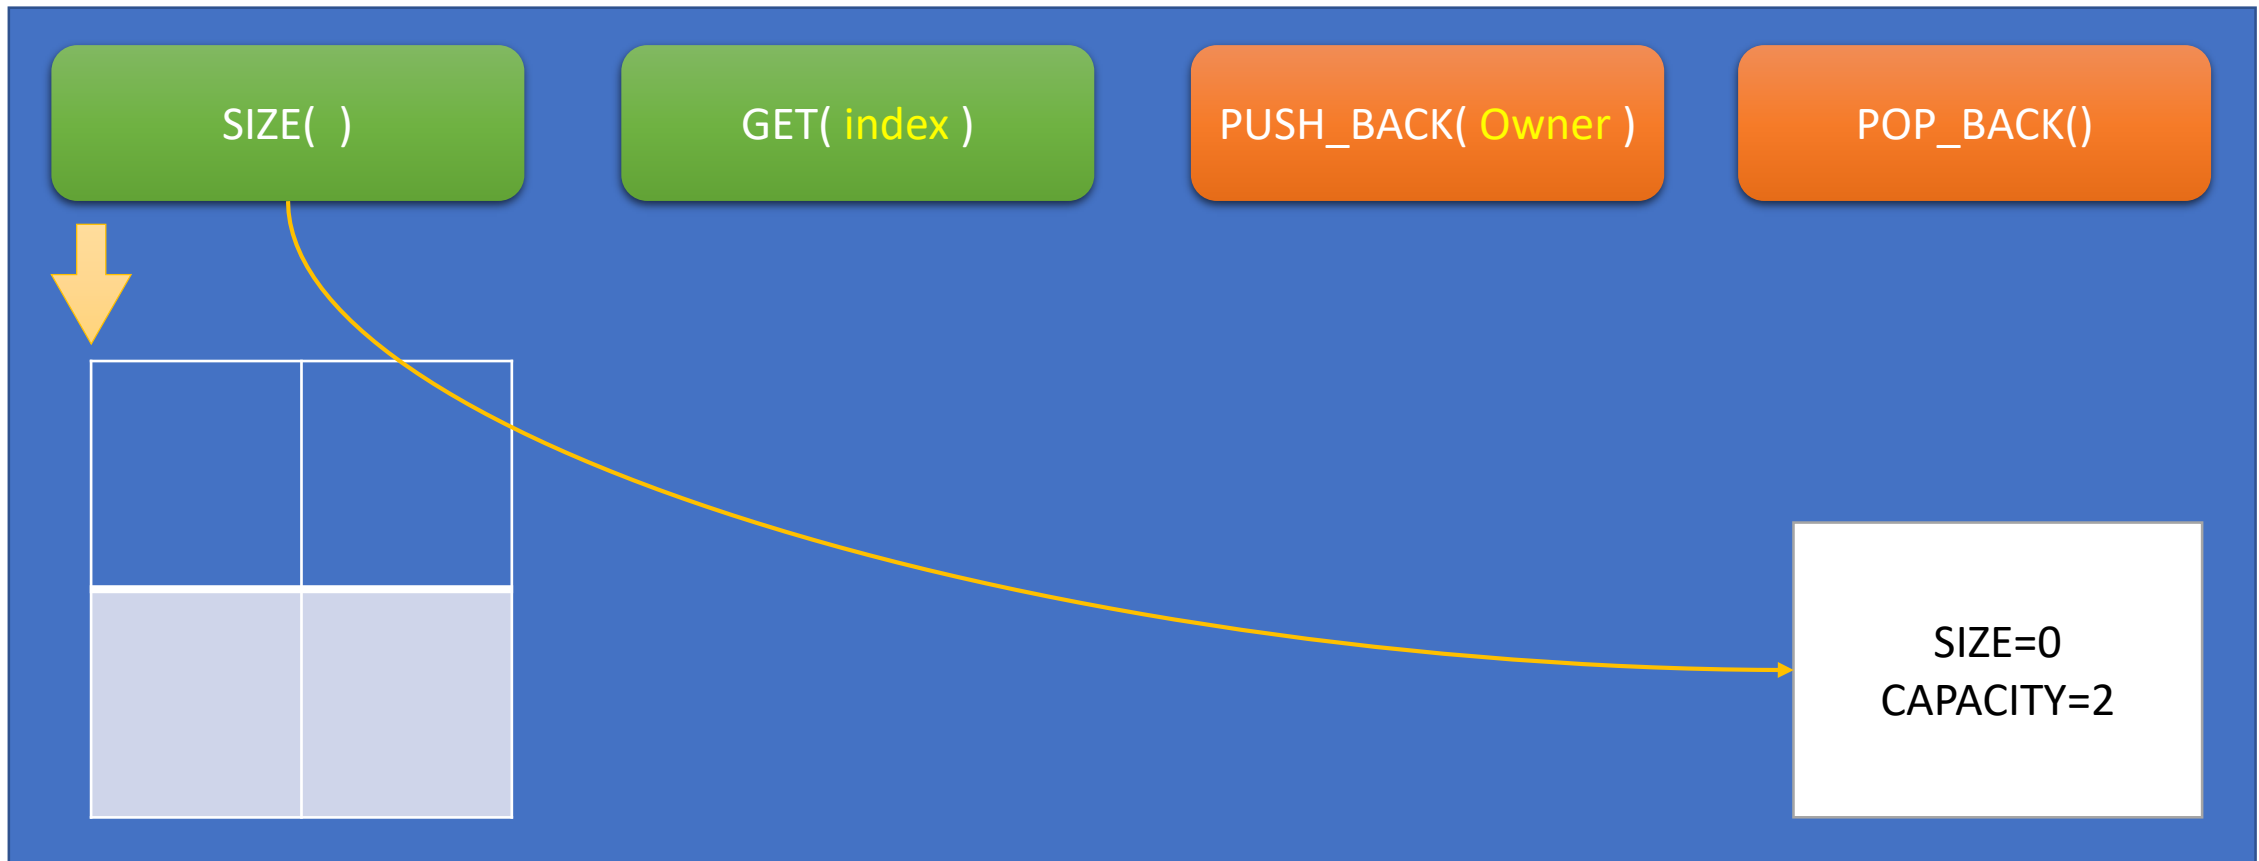 SIZE(  )
GET( index )
PUSH_BACK( Owner )
POP_BACK()
SIZE=0
CAPACITY=2